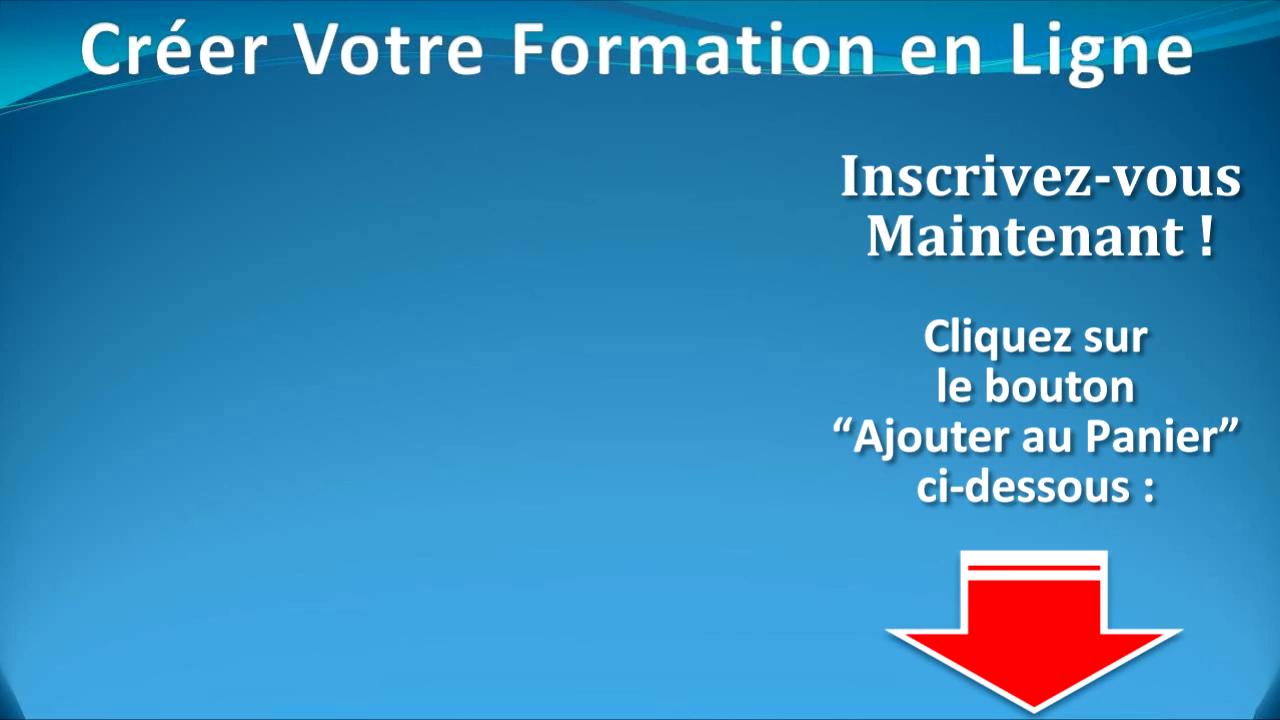 Créer Votre Formation en Ligne
Inscrivez-vous
Maintenant !
Cliquez sur
le bouton
“Ajouter au Panier”
ci-dessous :